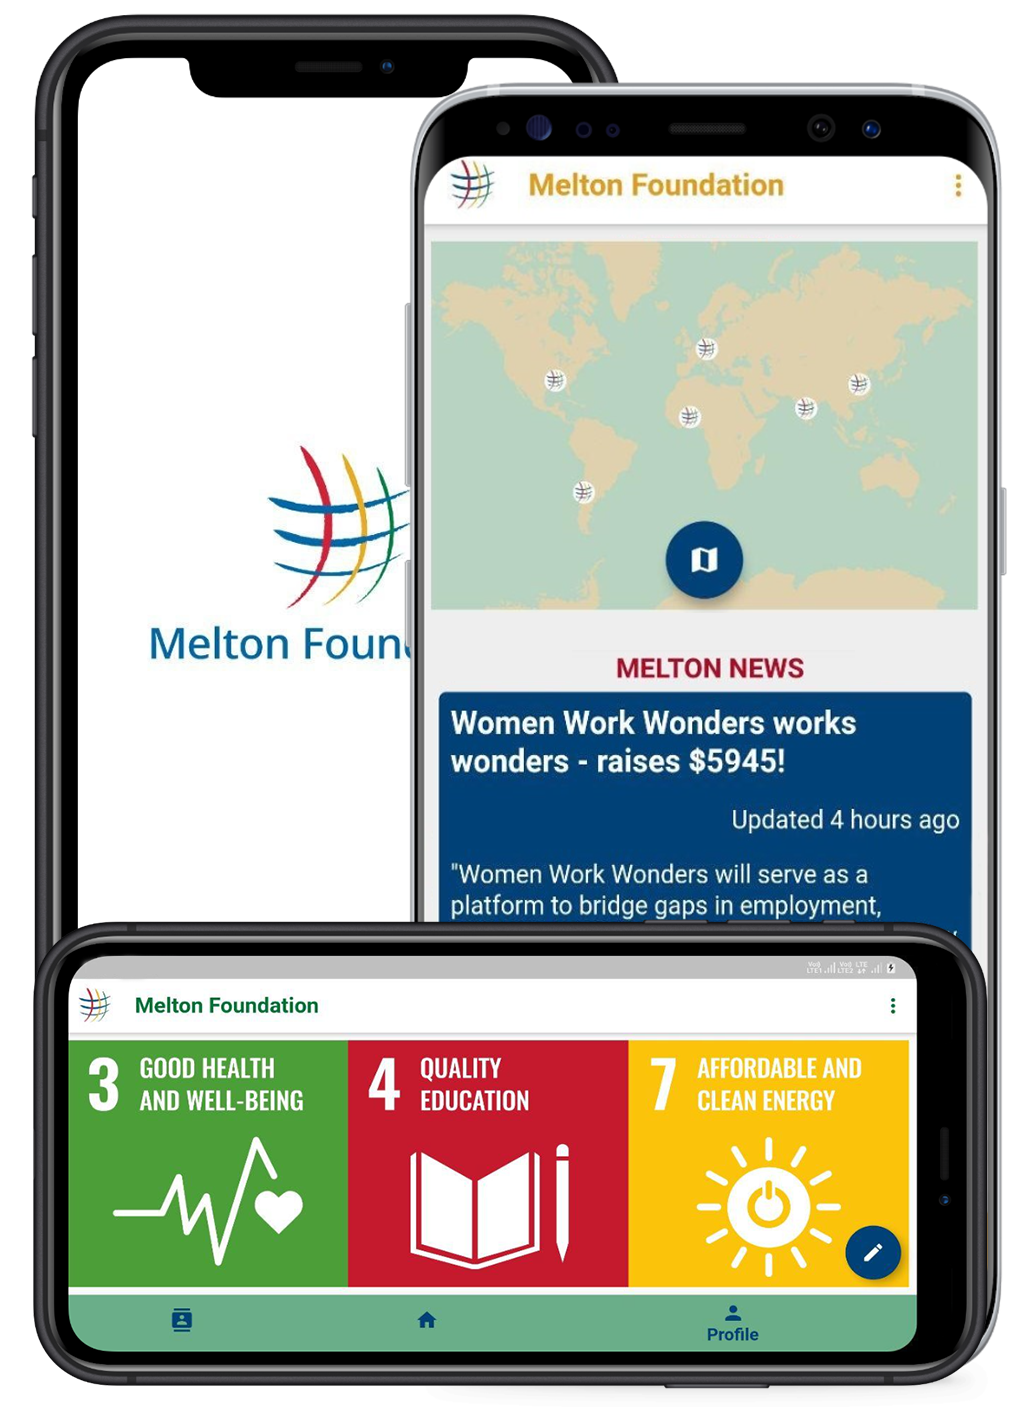 Melton Foundation
Melton Foun
MELTON NEWS
Women Work Wonders works
wonders - raises $5945!
Updated 4 hours ago
"Women Work Wonders will serve as a
platform to bridge gaps in employment,
Melton Foundation
3 GOOD HEALTH
AND WELL-BEING
4 QUALITY
EDUCATION
7 AFFORDABLE AND
CLEAN ENERGY
Profile